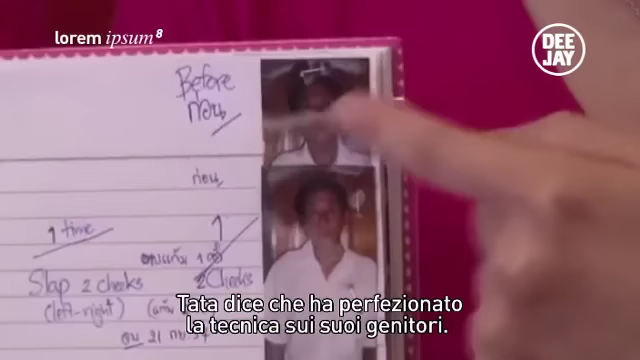 lorem ipsum⁸
DEE
JAY
Before
ก่อน
ก่อน
1 time
1
Slap 2 cheeks
2 Cheeks
(left-right)
Tata dice che ha perfezionato
la tecnica sui suoi genitori.